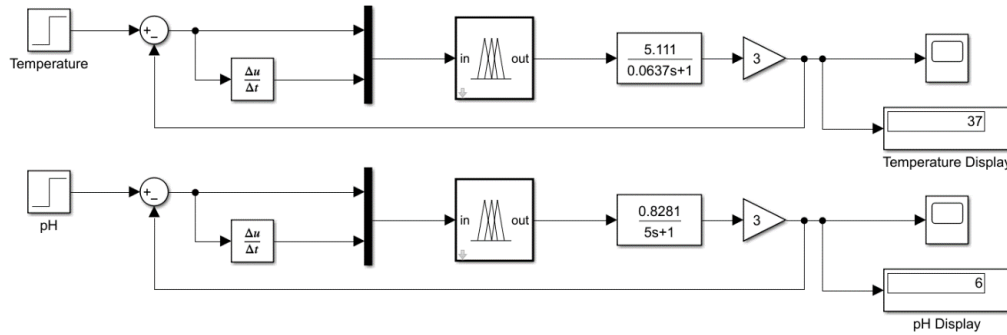 +
−
Temperature
Δu
Δt
in
out
5.111
0.0637s+1
3
37
Temperature Display
+
−
pH
Δu
Δt
in
out
0.8281
5s+1
3
6
pH Display